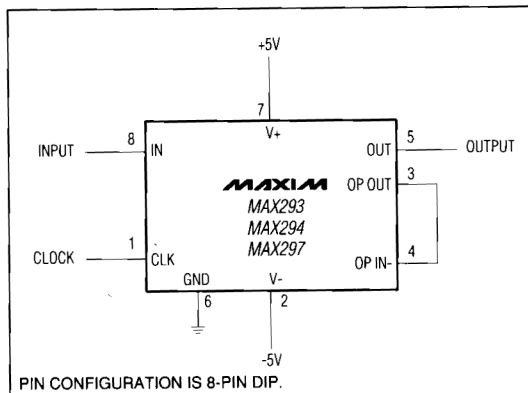 +5V
7
V+
INPUT 8 IN
OUT 5 OUTPUT
MAXIM
OP OUT 3
MAX293
MAX294
MAX297
CLOCK 1 CLK
OP IN- 4
GND V-
6 2
-5V
PIN CONFIGURATION IS 8-PIN DIP.